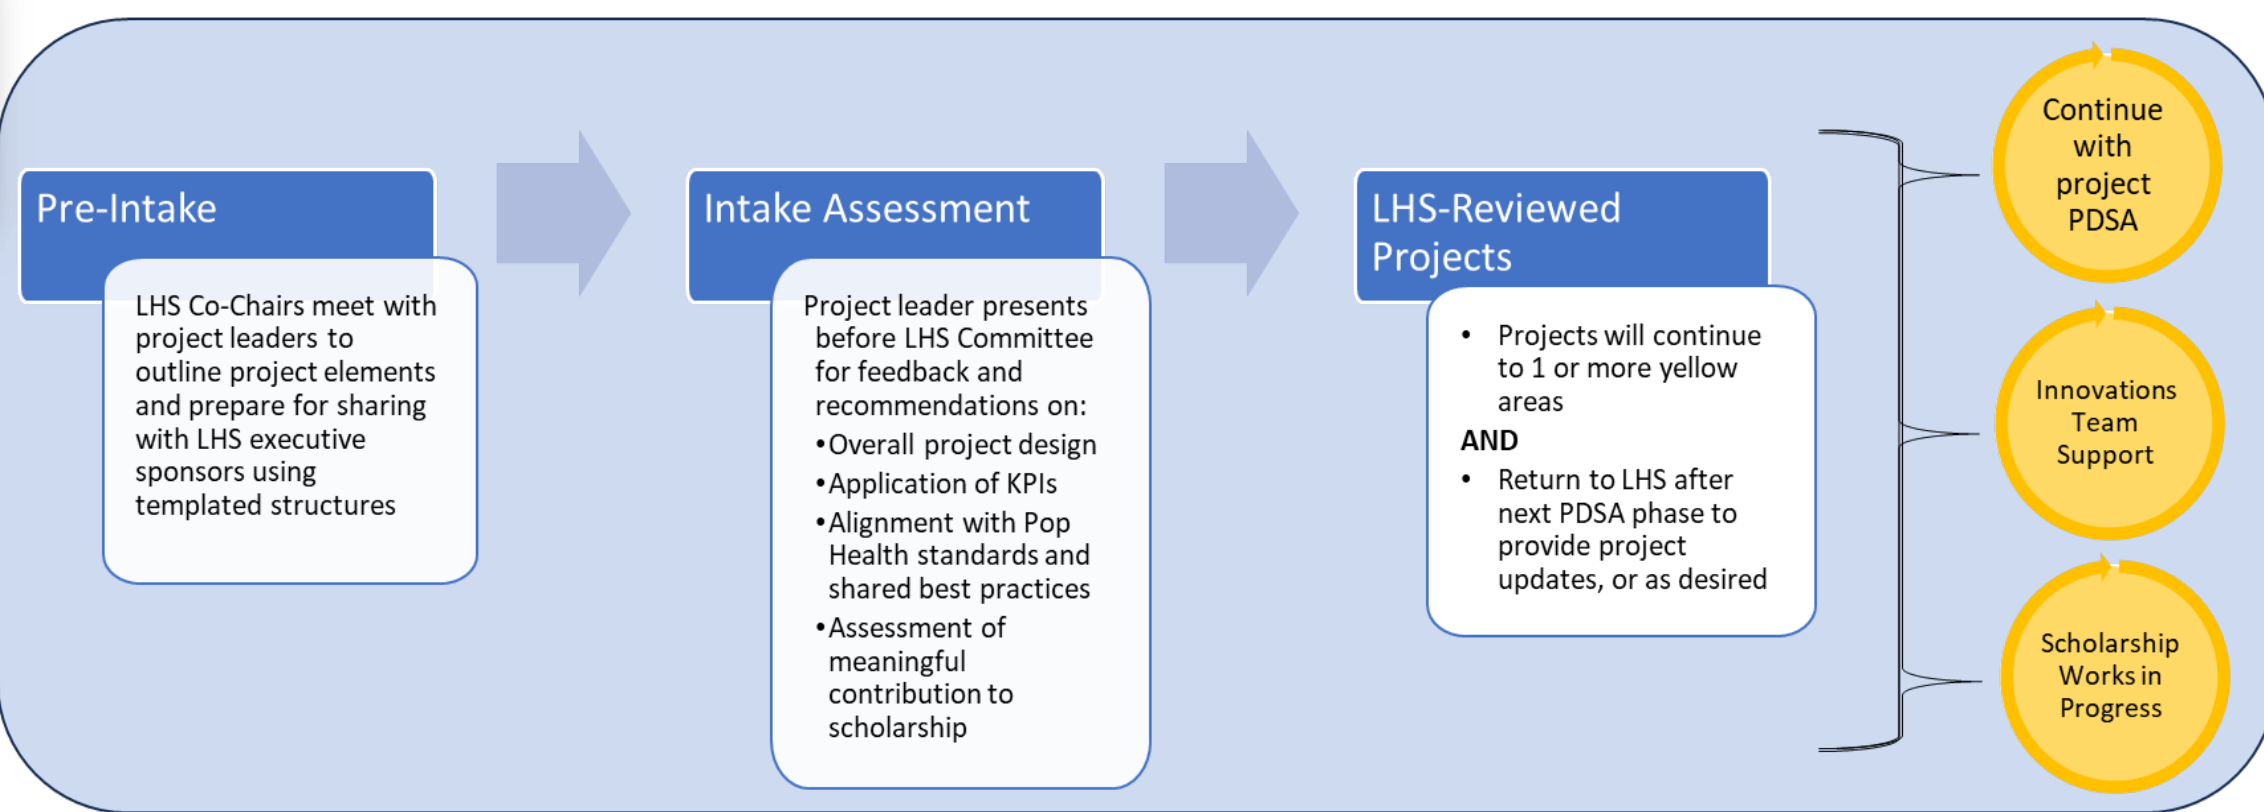 Pre-Intake
LHS Co-Chairs meet with
project leaders to
outline project elements
and prepare for sharing
with LHS executive
sponsors using
templated structures
Intake Assessment
Project leader presents
before LHS Committee
for feedback and
recommendations on:
•Overall project design
•Application of KPIs
•Alignment with Pop
Health standards and
shared best practices
•Assessment of
meaningful
contribution to
scholarship
LHS-Reviewed
Projects
• Projects will continue
to 1 or more yellow
areas
AND
• Return to LHS after
next PDSA phase to
provide project
updates, or as desired
Continue
with
project
PDSA
Innovations
Team
Support
Scholarship
Works in
Progress